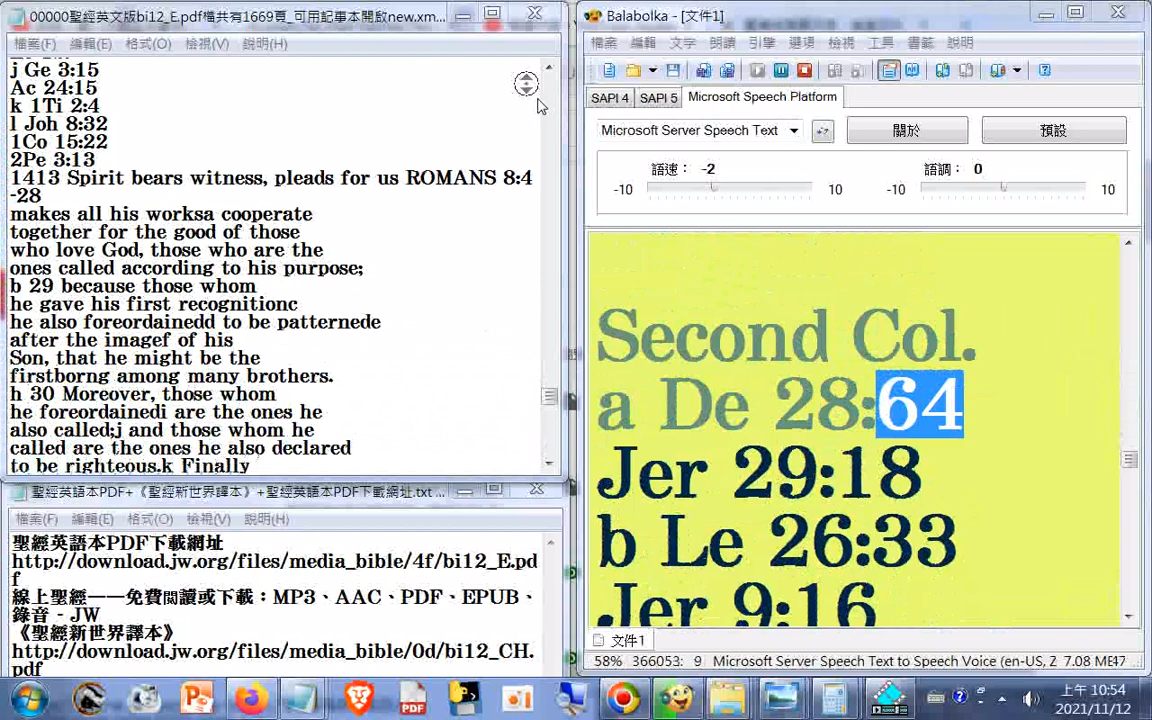 00000聖經英文版bi12_E.pdf檔共有1669頁_可用記事本開啟new.xm...
檔案(F) 編輯(E) 格式(O) 檢視(V) 說明(H)
j Ge 3:15
Ac 24:15
k 1Ti 2:4
l Joh 8:32
1Co 15:22
2Pe 3:13
1413 Spirit bears witness, pleads for us ROMANS 8:4
-28
makes all his worksa cooperate
together for the good of those
who love God, those who are the
ones called according to his purpose;
b 29 because those whom
he gave his first recognitionc
he also foreordainedd to be patternede
after the imagef of his
Son, that he might be the
firstborng among many brothers.
h 30 Moreover, those whom
he foreordainedi are the ones he
also called;j and those whom he
called are the ones he also declared
to be righteous.k Finally
聖經英語本PDF+《聖經新世界譯本》+聖經英語本PDF下載網址.txt ...
檔案(F) 編輯(E) 格式(O) 檢視(V) 說明(H)
聖經英語本PDF下載網址
http://download.jw.org/files/media_bible/4f/bi12_E.pd
f
線上聖經——免費閱讀或下載：MP3、AAC、PDF、EPUB、
錄音 - JW
《聖經新世界譯本》
http://download.jw.org/files/media_bible/0d/bi12_CH.
pdf
Balabolka - [文件1]
檔案 編輯 文字 朗讀 引擎 選項 檢視 工具 書籤 說明
SAPI 4 SAPI 5 Microsoft Speech Platform
Microsoft Server Speech Text 關於 預設
語速： -2 語調： 0
-10 10 -10 10
Second Col.
a De 28:64
Jer 29:18
b Le 26:33
Jer 9:16
文件1
58% 366053: 9 Microsoft Server Speech Text to Speech Voice (en-US, Z 7.08 ME47
PDF
上午 10:54
2021/11/12